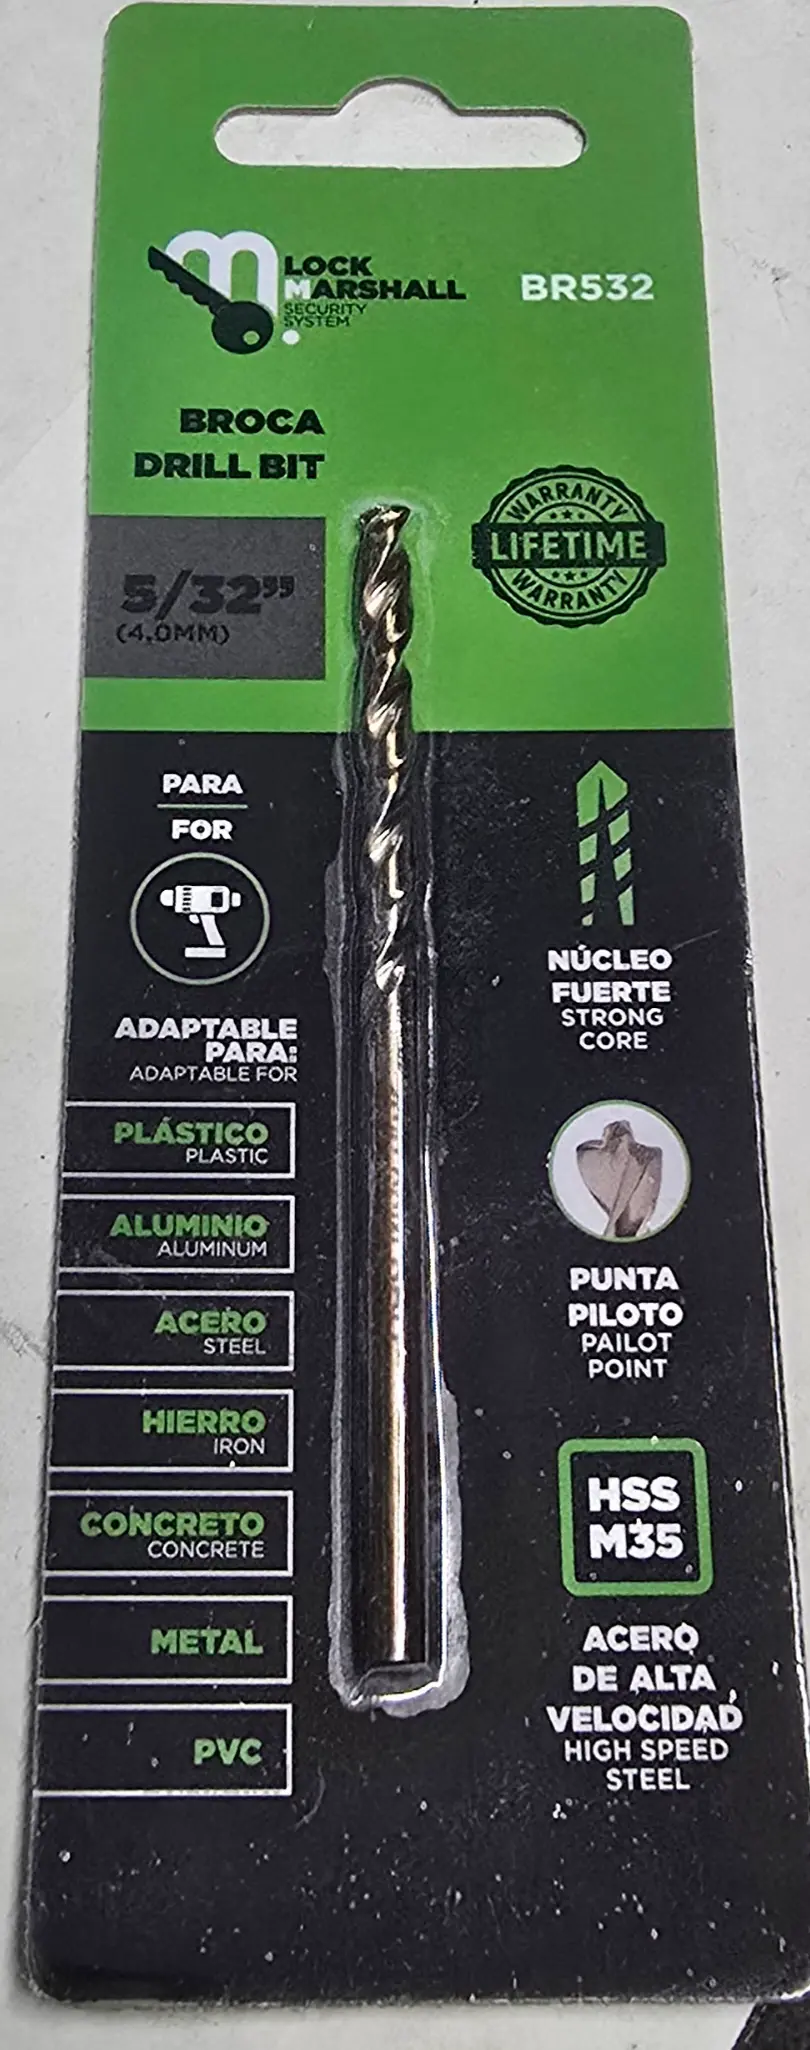 LOCK
MARSHALL
SECURITY
SYSTEM
BR532
BROCA
DRILL BIT
5/32”
(4.0MM)
WARRANTY
LIFETIME
WARRANTY
PARA
FOR
ADAPTABLE
PARA:
ADAPTABLE FOR
PLÁSTICO
PLASTIC
ALUMINIO
ALUMINUM
ACERO
STEEL
HIERRO
IRON
CONCRETO
CONCRETE
METAL
PVC
NÚCLEO
FUERTE
STRONG
CORE
PUNTA
PILOTO
PAILOT
POINT
HSS
M35
ACERO
DE ALTA
VELOCIDAD
HIGH SPEED
STEEL